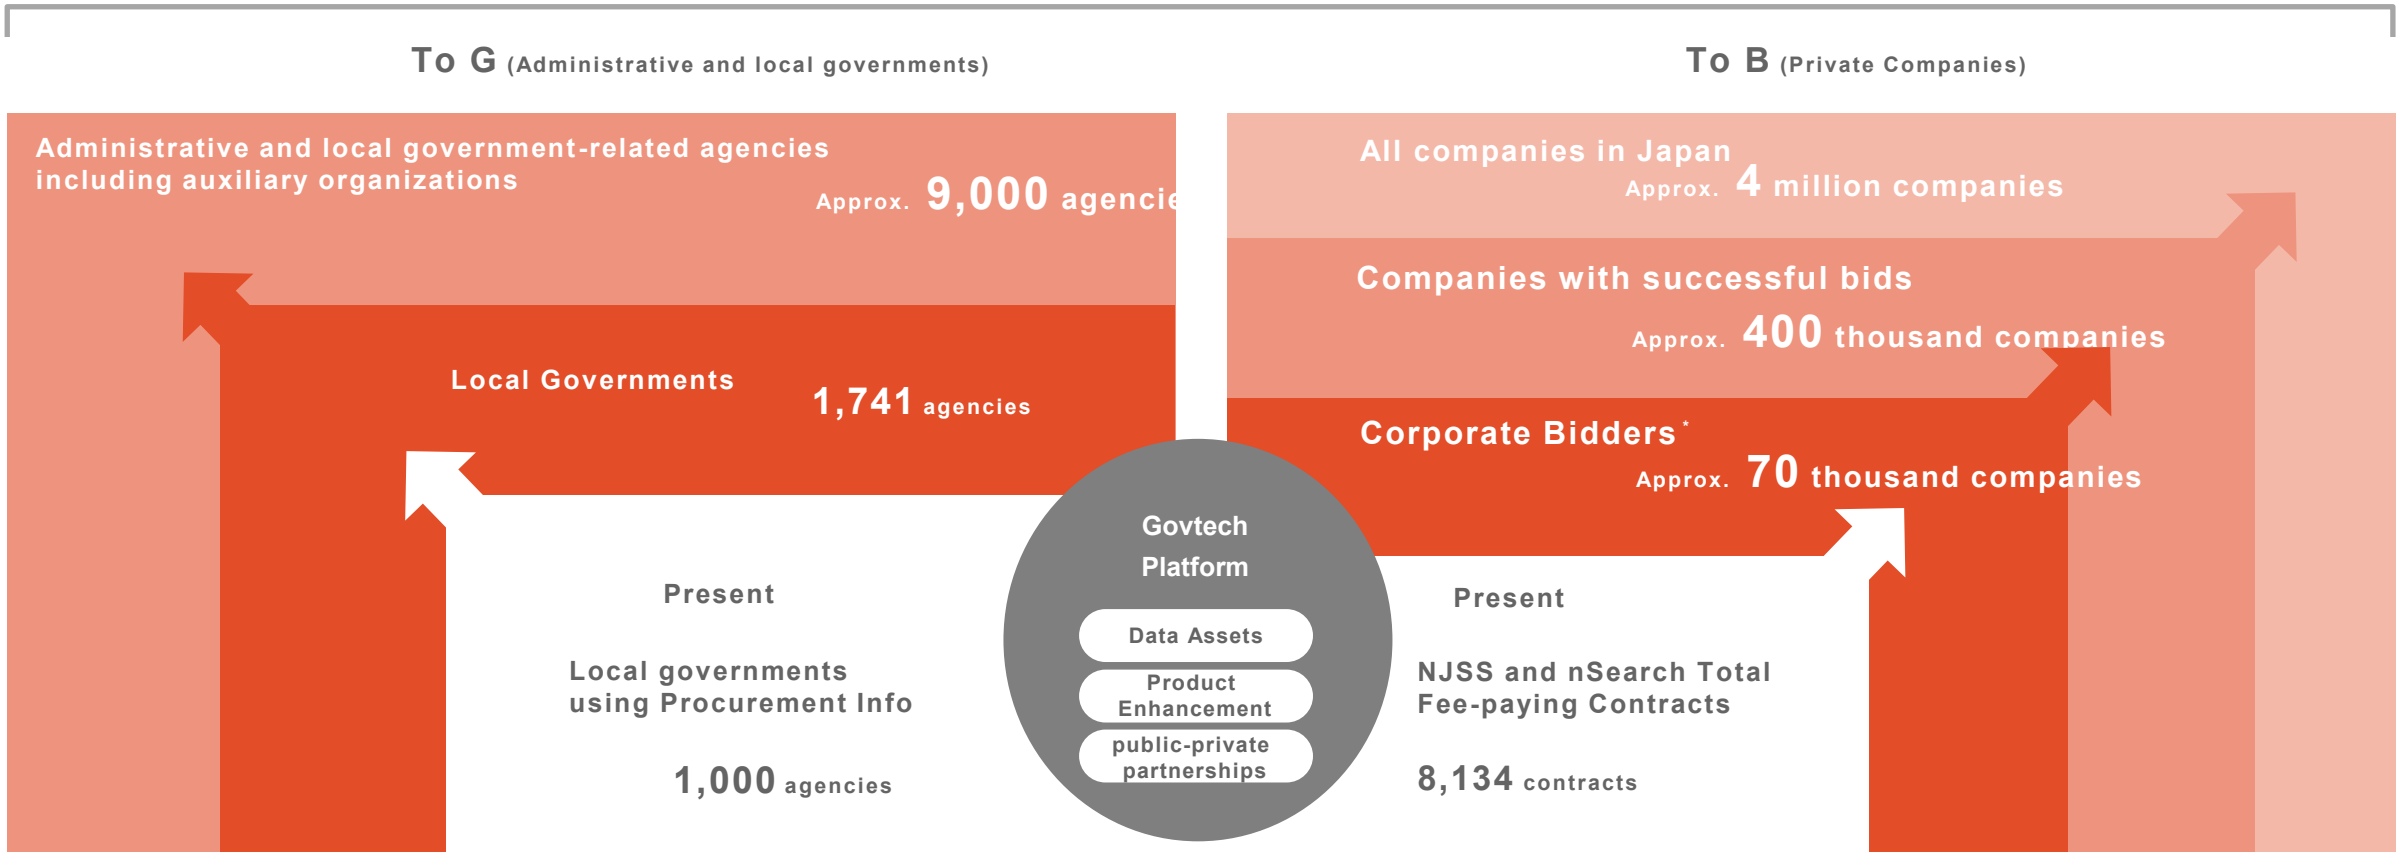 To G (Administrative and local governments)
Administrative and local government-related agencies
including auxiliary organizations
Approx. 9,000 agencie
Local Governments
1,741 agencies
Present
Local governments
using Procurement Info
1,000 agencies
Govtech
Platform
Data Assets
Product
Enhancement
public-private
partnerships
To B (Private Companies)
All companies in Japan
Approx. 4 million companies
Companies with successful bids
Approx. 400 thousand companies
Corporate Bidders*
Approx. 70 thousand companies
Present
NJSS and nSearch Total
Fee-paying Contracts
8,134 contracts